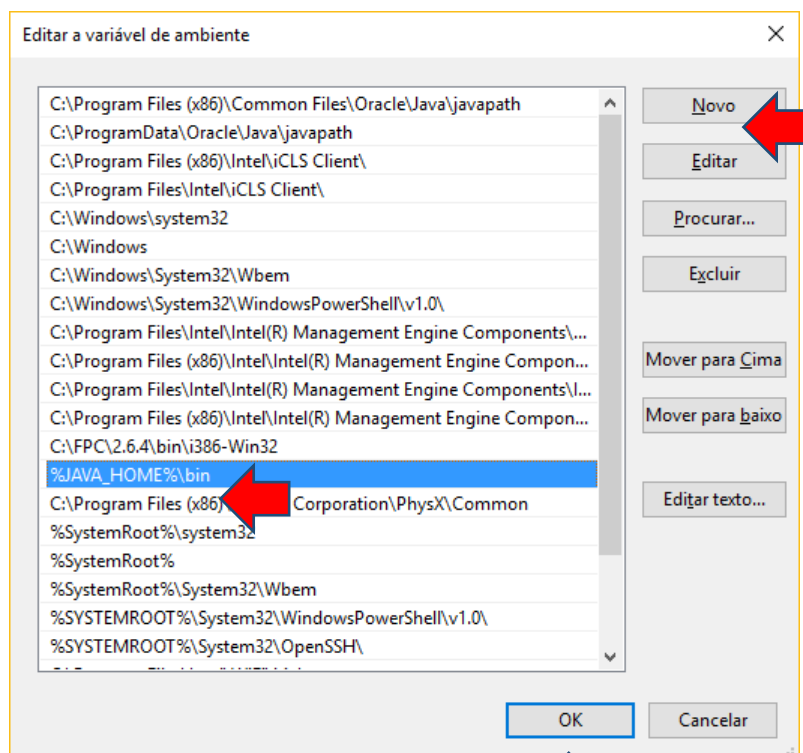 Editar a variável de ambiente
C:\Program Files (x86)\Common Files\Oracle\Java\javapath
C:\ProgramData\Oracle\Java\javapath
C:\Program Files (x86)\Intel\iCLS Client\
C:\Program Files\Intel\iCLS Client\
C:\Windows\system32
C:\Windows
C:\Windows\System32\Wbem
C:\Windows\System32\WindowsPowerShell\v1.0\
C:\Program Files\Intel\Intel(R) Management Engine Components\...
C:\Program Files (x86)\Intel\Intel(R) Management Engine Compon...
C:\Program Files\Intel\Intel(R) Management Engine Components\I...
C:\Program Files (x86)\Intel\Intel(R) Management Engine Compon...
C:\FPC\2.6.4\bin\i386-Win32
%JAVA_HOME%\bin
C:\Program Files (x86) Corporation\PhysX\Common
%SystemRoot%\system32
%SystemRoot%
%SystemRoot%\System32\Wbem
%SYSTEMROOT%\System32\WindowsPowerShell\v1.0\
%SYSTEMROOT%\System32\OpenSSH\
Novo
Editar
Procurar...
Excluir
Mover para Cima
Mover para baixo
Editar texto...
OK
Cancelar